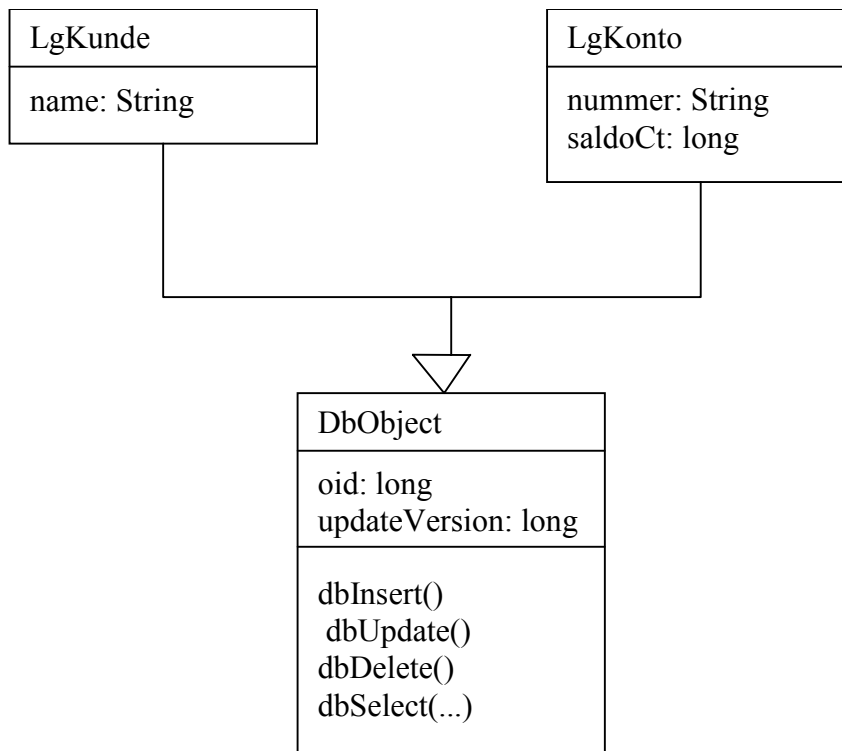 LgKunde
name: String
LgKonto
nummer: String
saldoCt: long
DbObject
oid: long
updateVersion: long
dbInsert()
dbUpdate()
dbDelete()
dbSelect(...)